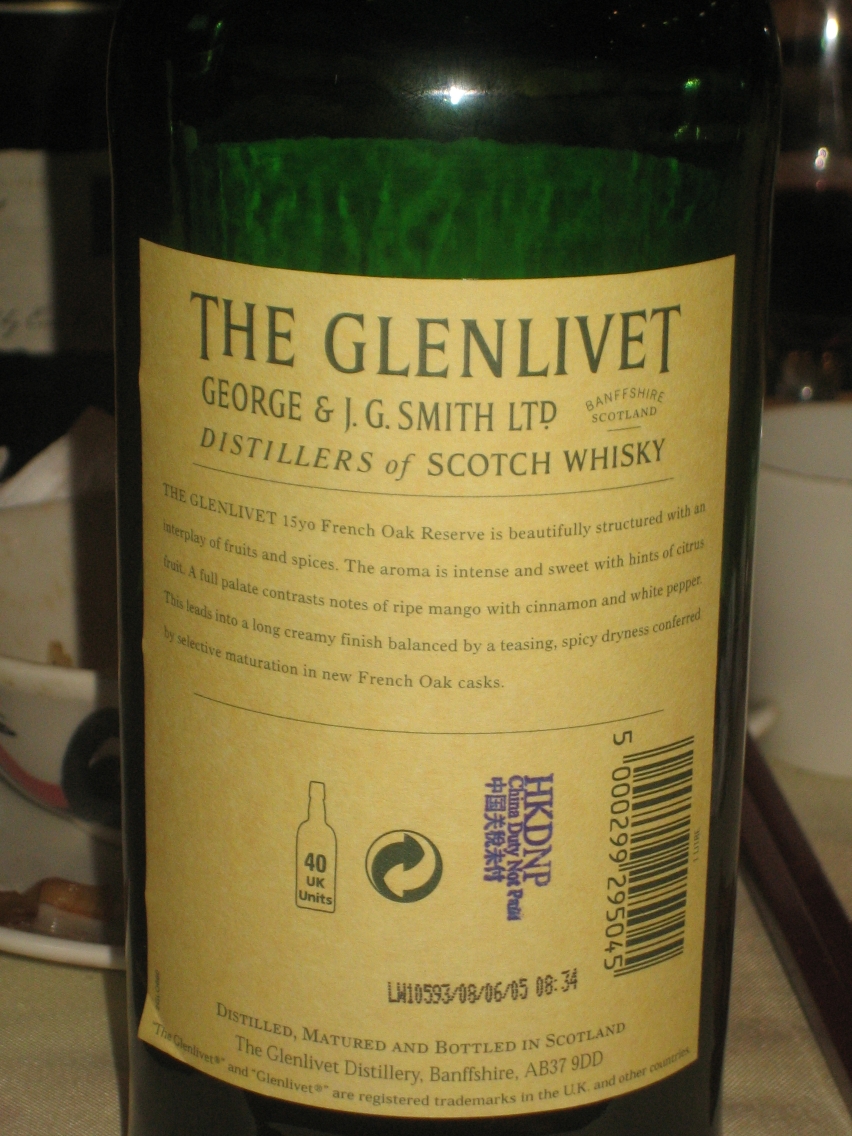 THE GLENLIVET
GEORGE & J. G. SMITH LTD
BANFFSHIRE
SCOTLAND
DISTILLERS of SCOTCH WHISKY
THE GLENLIVET 15yo French Oak Reserve is beautifully structured with an
interplay of fruits and spices. The aroma is intense and sweet with hints of citrus
fruit. A full palate contrasts notes of ripe mango with cinnamon and white pepper.
This leads into a long creamy finish balanced by a teasing, spicy dryness conferred
by selective maturation in new French Oak casks.
40
UK
Units
HKDNP
China Duty Not Paid
中国关税未付
5 000299 295045
LW10593/08/06/05 08:34
DISTILLED, MATURED AND BOTTLED IN SCOTLAND
The Glenlivet Distillery, Banffshire, AB37 9DD
"The Glenlivet®" and "Glenlivet®" are registered trademarks in the U.K. and other countries.